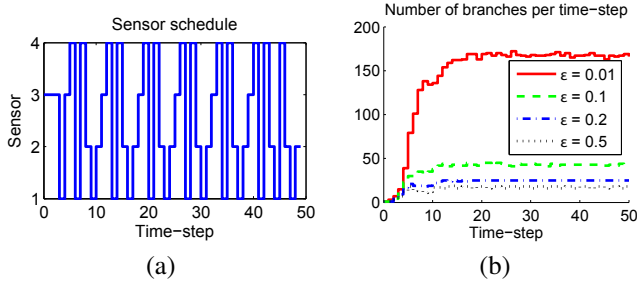 Sensor schedule
4
3
2
1
Sensor
0 10 20 30 40 50
Time-step
(a)
Number of branches per time-step
200
150
100
50
0
ε = 0.01
ε = 0.1
ε = 0.2
ε = 0.5
0 10 20 30 40 50
Time-step
(b)